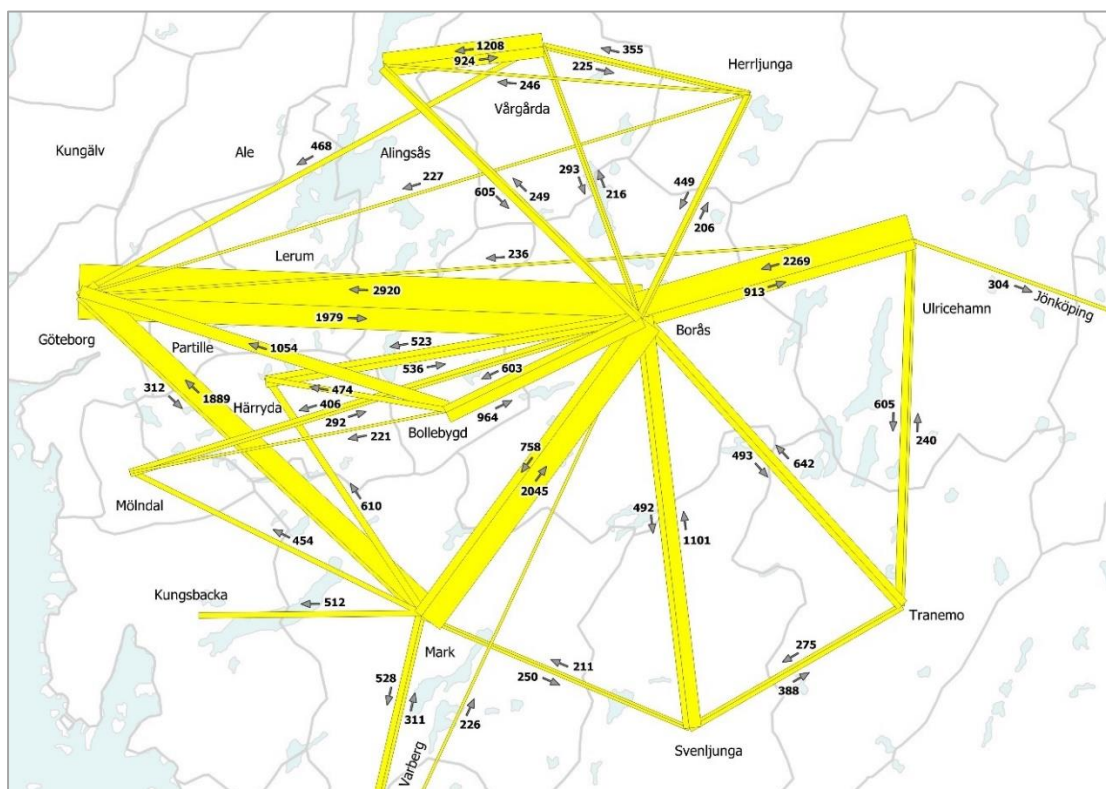 1208
924
355
225
Herrljunga
246
Vårgårda
Kungälv
Ale
Alingsås
468
227
605
249
293
216
449
206
Lerum
236
2269
913
304
Jönköping
2920
1979
Ulricehamn
Göteborg
Partille
1054
523
536
603
Borås
312
1889
Härryda
474
406
292
221
Bollebygd
964
605
240
758
2045
493
642
Mölndal
610
492
1101
454
Kungsbacka
512
Tranemo
Mark
211
250
275
388
528
311
226
Varberg
Svenljunga